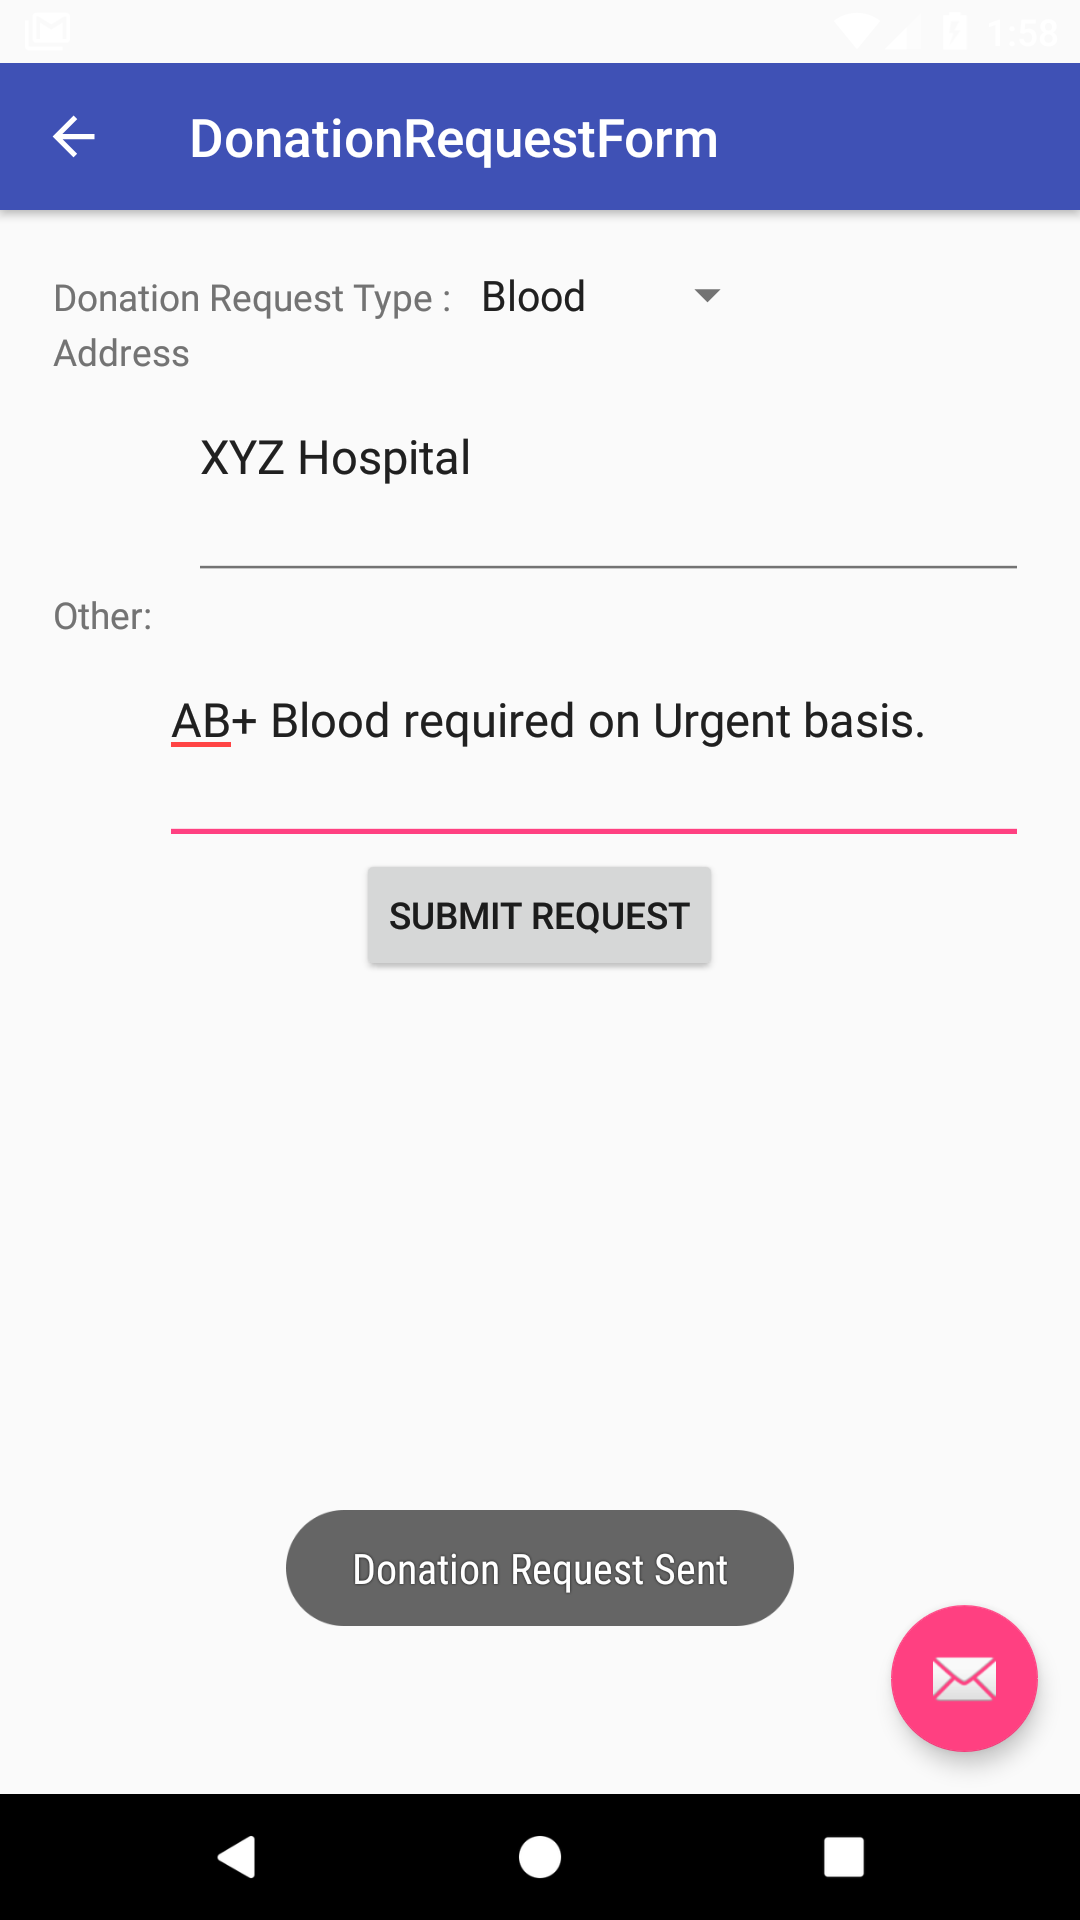 1:58
DonationRequestForm
Donation Request Type : Blood
Address
XYZ Hospital
Other:
AB+ Blood required on Urgent basis.
SUBMIT REQUEST
Donation Request Sent